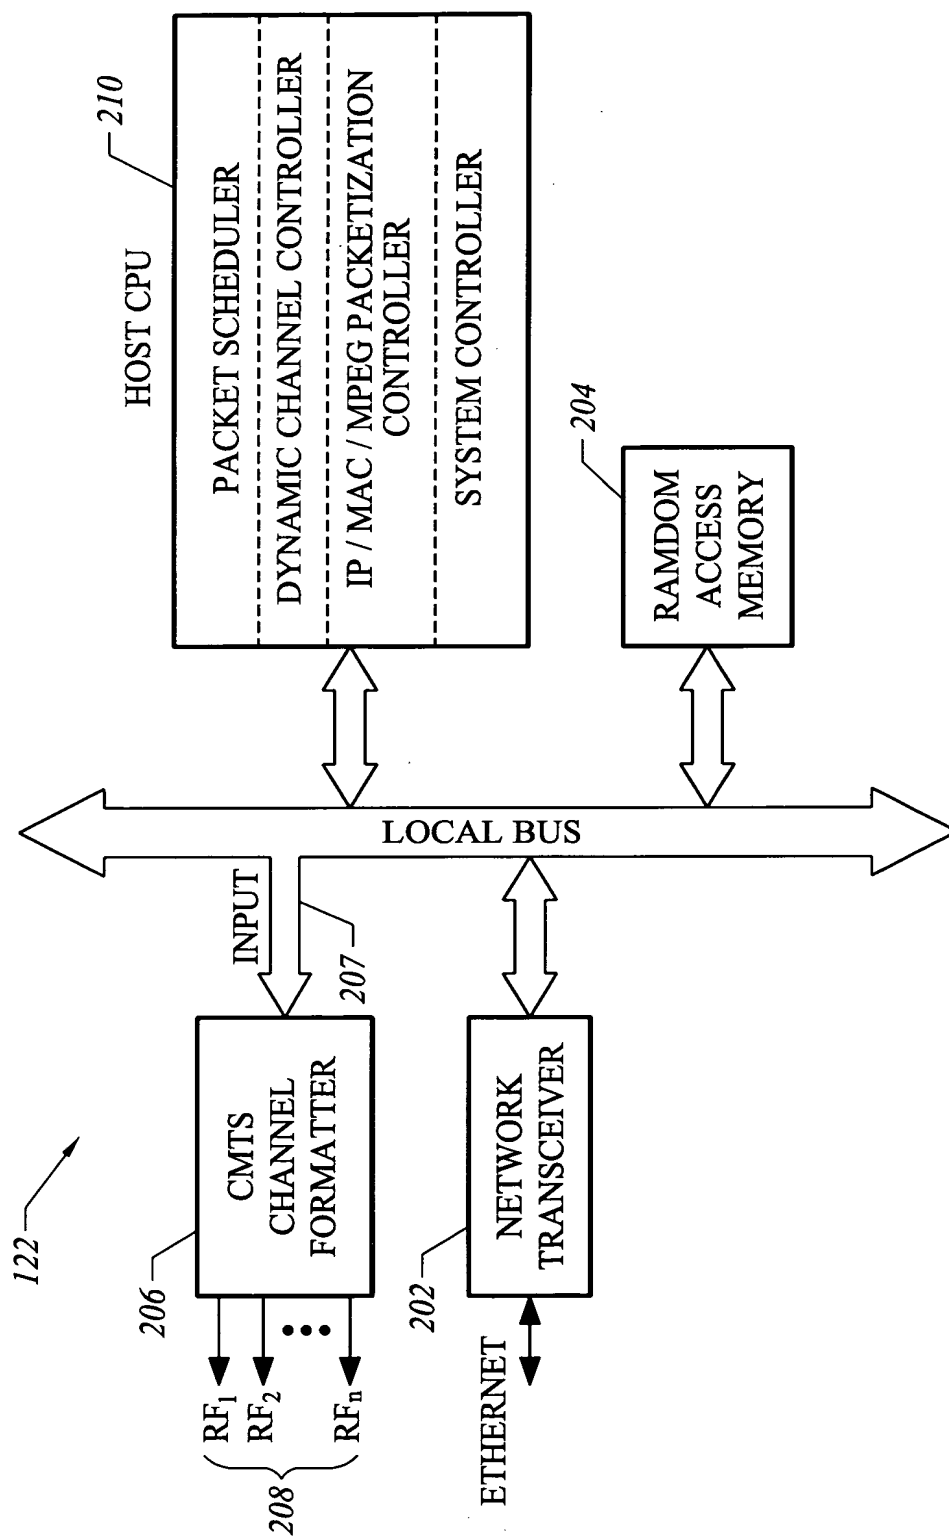 122
HOST CPU
210
PACKET SCHEDULER
DYNAMIC CHANNEL CONTROLLER
IP / MAC / MPEG PACKETIZATION
CONTROLLER
SYSTEM CONTROLLER
204
RAMDOM
ACCESS
MEMORY
LOCAL BUS
INPUT
207
206
CMTS
CHANNEL
FORMATTER
RF₁
RF₂
RFₙ
208
202
NETWORK
TRANSCEIVER
ETHERNET